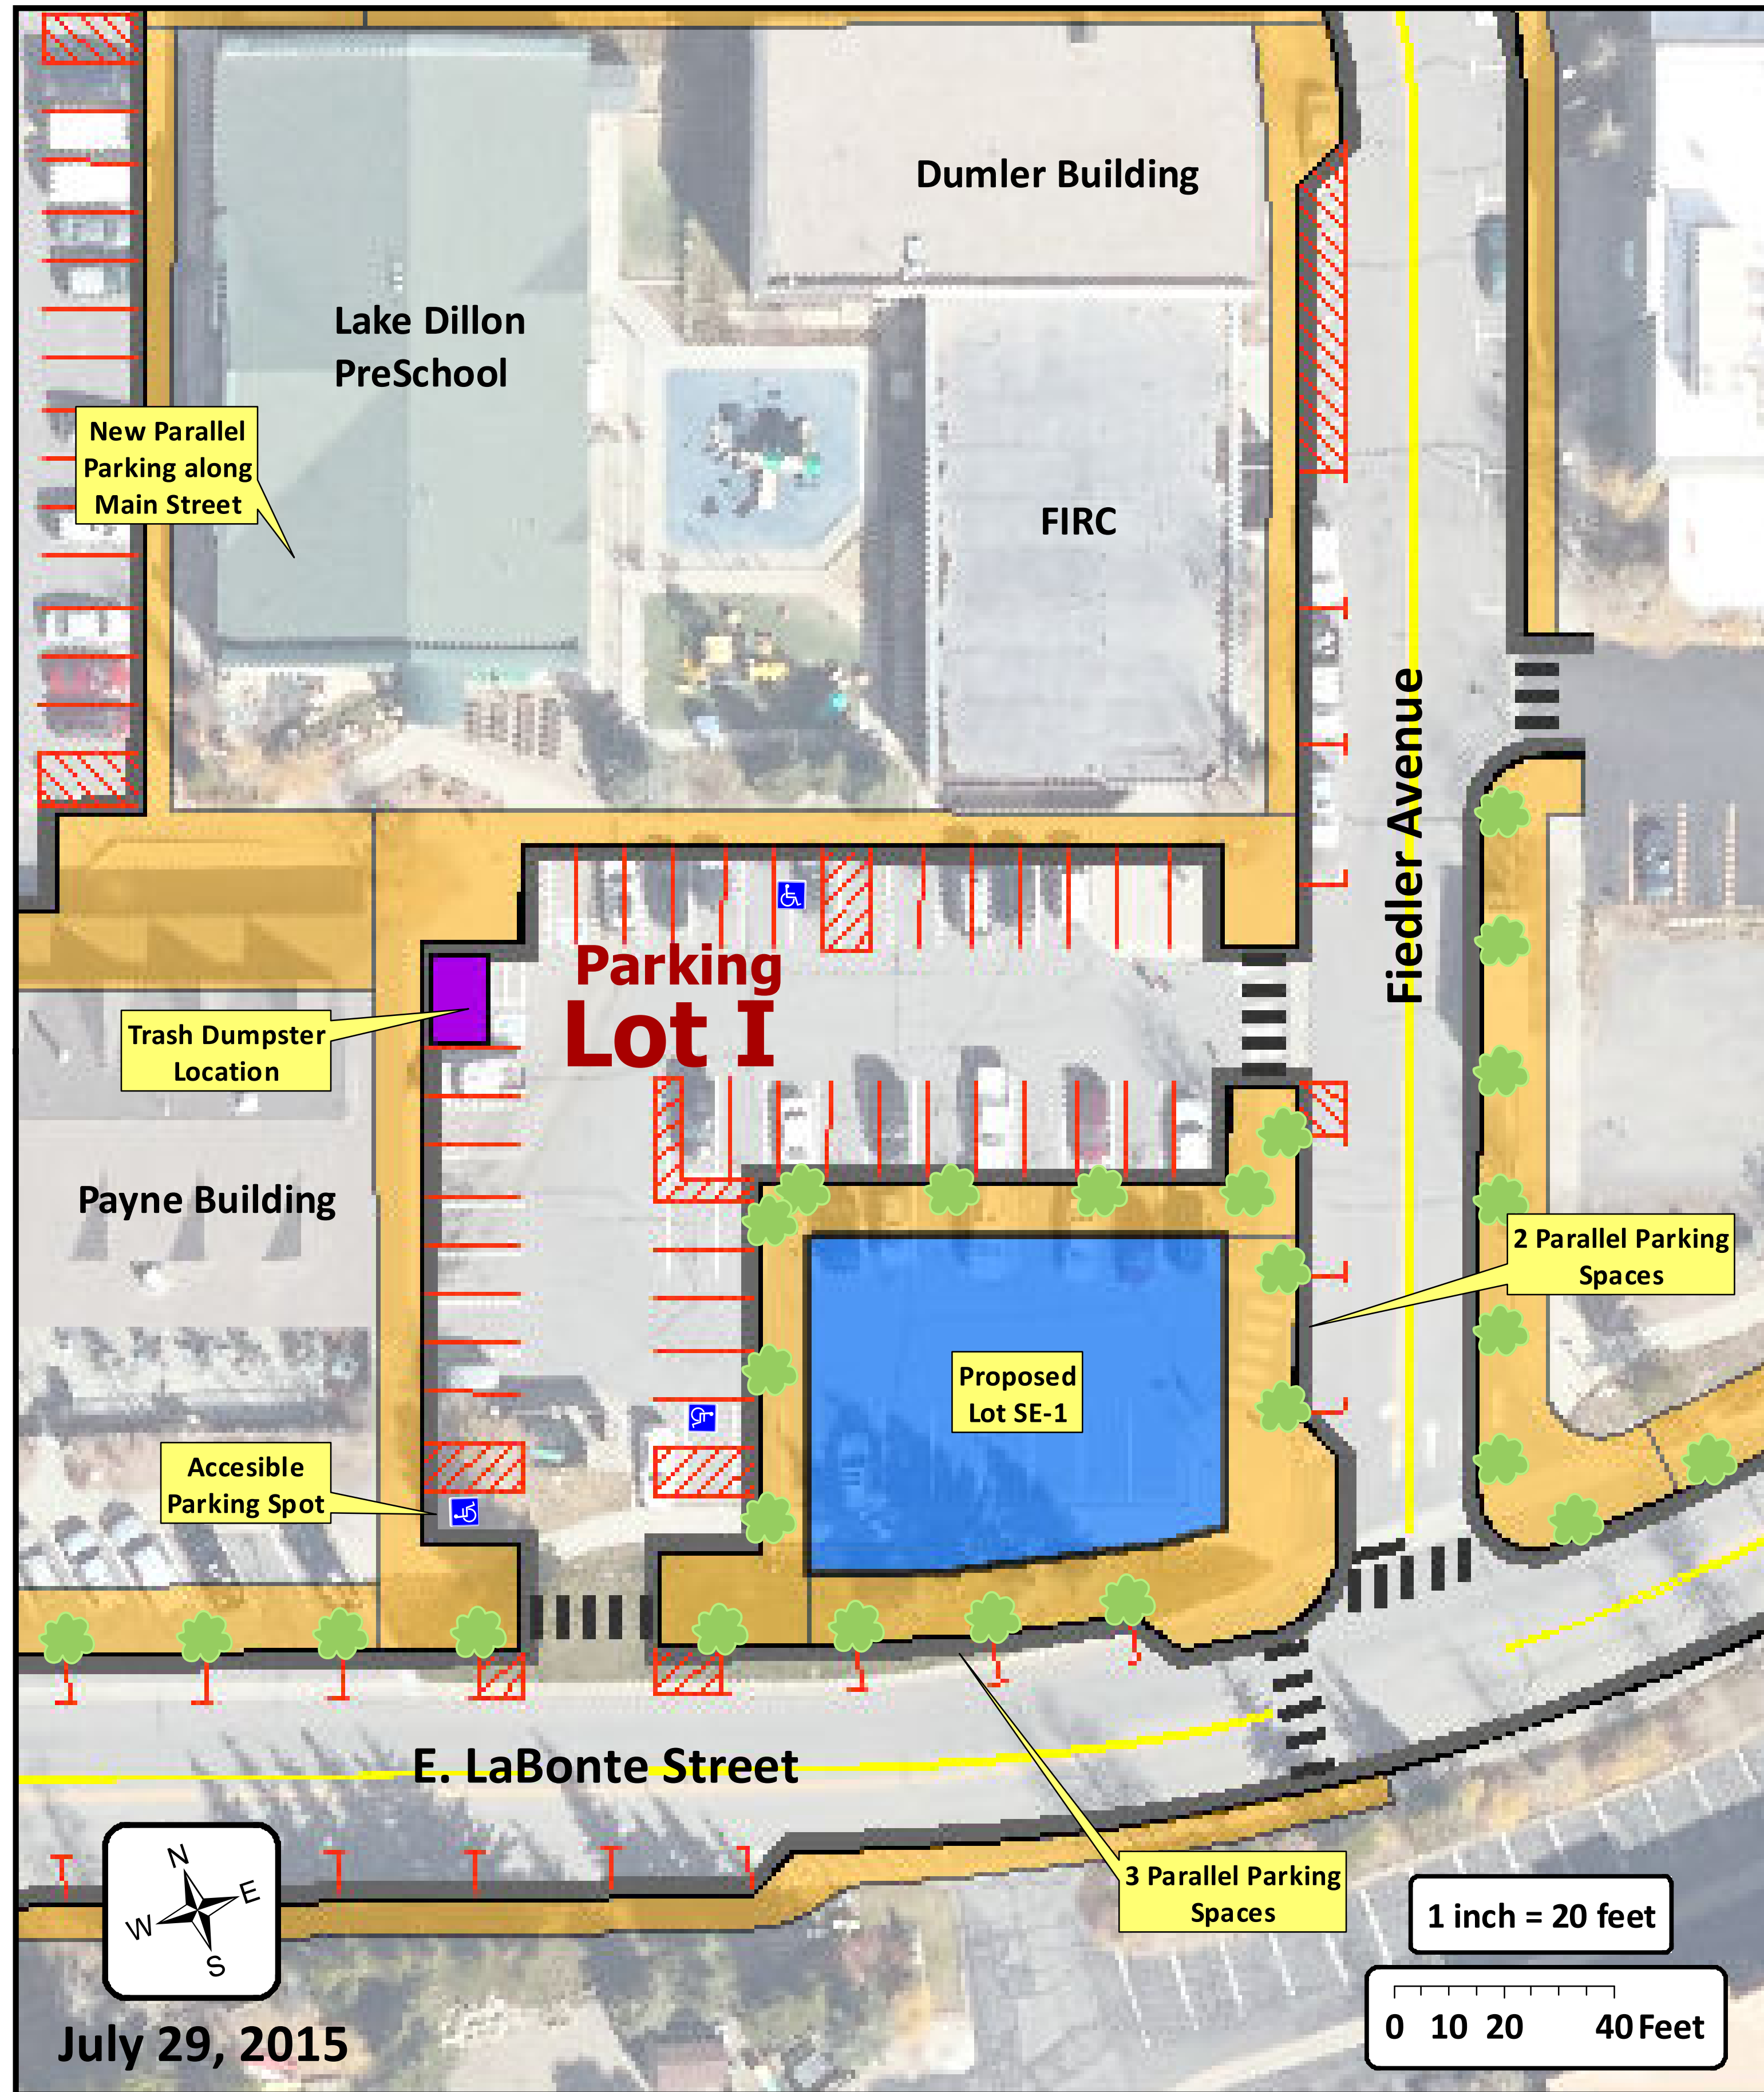 Dumler Building
Lake Dillon
PreSchool
New Parallel
Parking along
Main Street
FIRC
Fiedler Avenue
Parking
Lot I
Trash Dumpster
Location
Payne Building
2 Parallel Parking
Spaces
Proposed
Lot SE-1
Accesible
Parking Spot
E. LaBonte Street
3 Parallel Parking
Spaces
N
E
W
S
1 inch = 20 feet
0 10 20 40 Feet
July 29, 2015